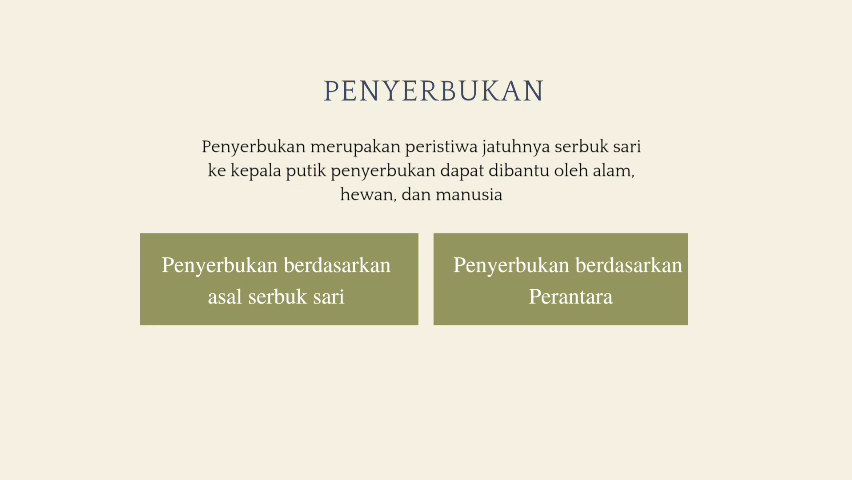 PENYERBUKAN
Penyerbukan merupakan peristiwa jatuhnya serbuk sari
ke kepala putik penyerbukan dapat dibantu oleh alam,
hewan, dan manusia
Penyerbukan berdasarkan
asal serbuk sari
Penyerbukan berdasarkan
Perantara